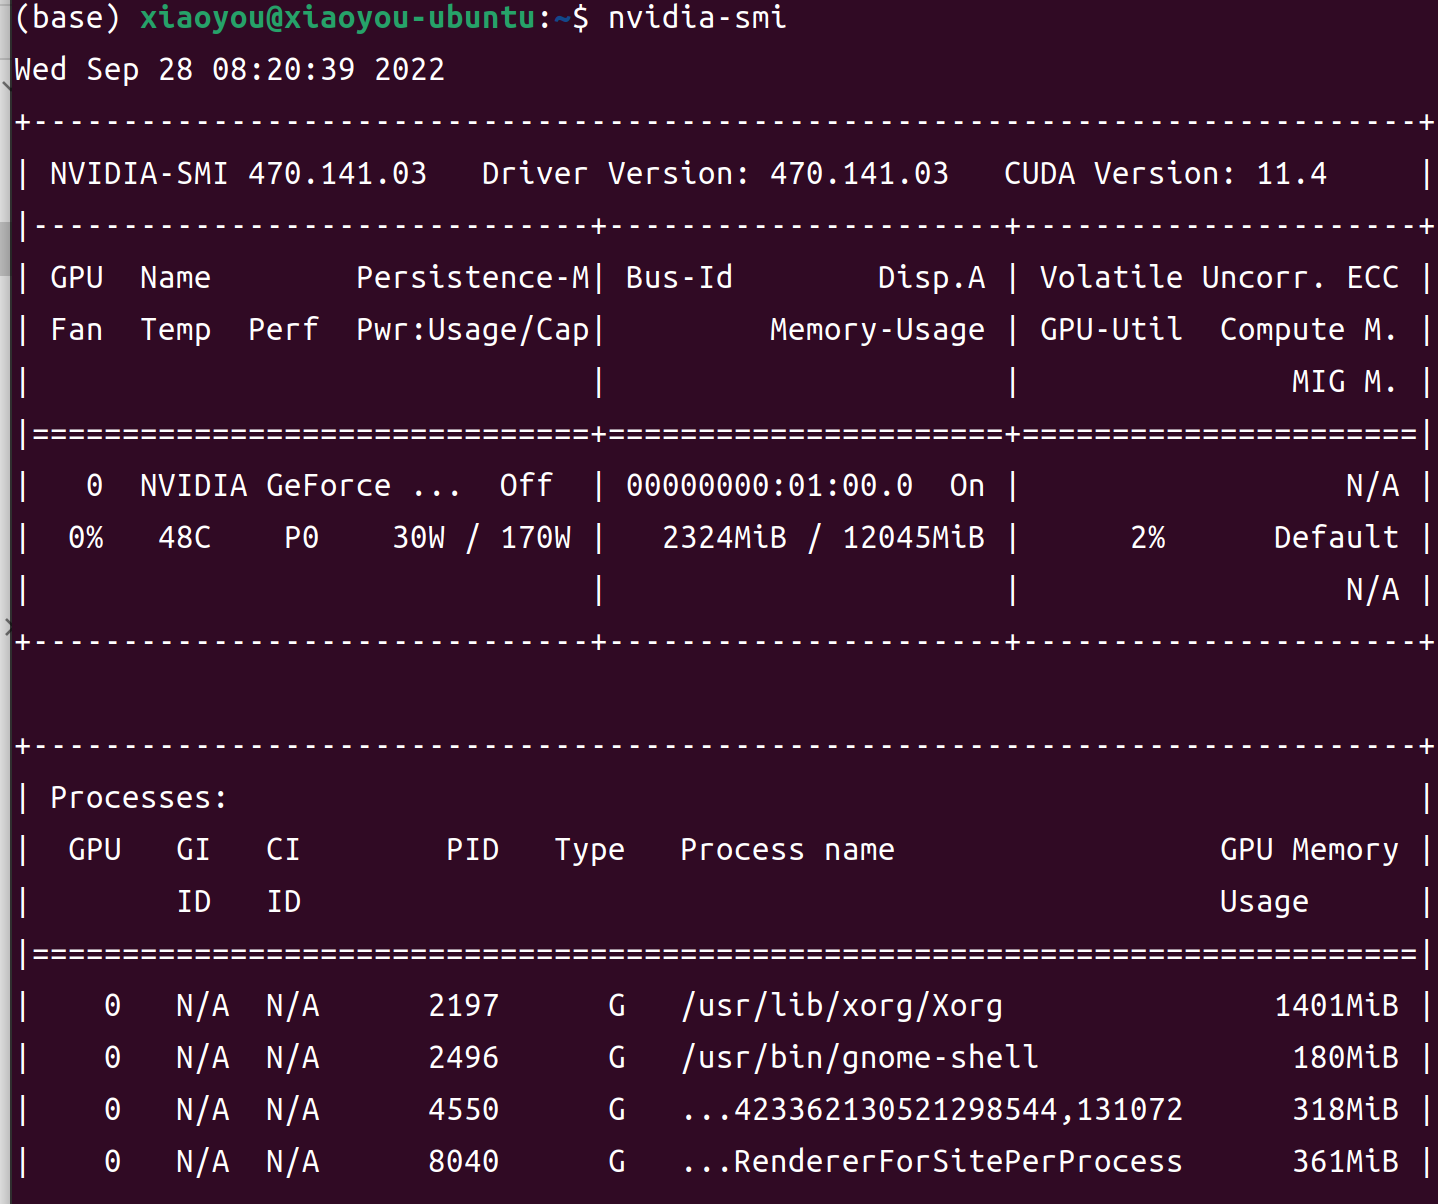 (base) xiaoyou@xiaoyou-ubuntu:~$ nvidia-smi
Wed Sep 28 08:20:39 2022
+-----------------------------------------------------------------------------+
| NVIDIA-SMI 470.141.03   Driver Version: 470.141.03   CUDA Version: 11.4     |
|-------------------------------+----------------------+----------------------+
| GPU  Name        Persistence-M| Bus-Id        Disp.A | Volatile Uncorr. ECC |
| Fan  Temp  Perf  Pwr:Usage/Cap|         Memory-Usage | GPU-Util  Compute M. |
|                               |                      |               MIG M. |
|===============================+======================+======================|
|   0  NVIDIA GeForce ...  Off  | 00000000:01:00.0  On |                  N/A |
|  0%   48C    P0    30W / 170W |   2324MiB / 12045MiB |      2%      Default |
|                               |                      |                  N/A |
+-------------------------------+----------------------+----------------------+

+-----------------------------------------------------------------------------+
| Processes:                                                                  |
|  GPU   GI   CI        PID   Type   Process name                  GPU Memory |
|        ID   ID                                                   Usage      |
|=============================================================================|
|    0   N/A  N/A      2197      G   /usr/lib/xorg/Xorg               1401MiB |
|    0   N/A  N/A      2496      G   /usr/bin/gnome-shell              180MiB |
|    0   N/A  N/A      4550      G   ...423362130521298544,131072      318MiB |
|    0   N/A  N/A      8040      G   ...RendererForSitePerProcess      361MiB |